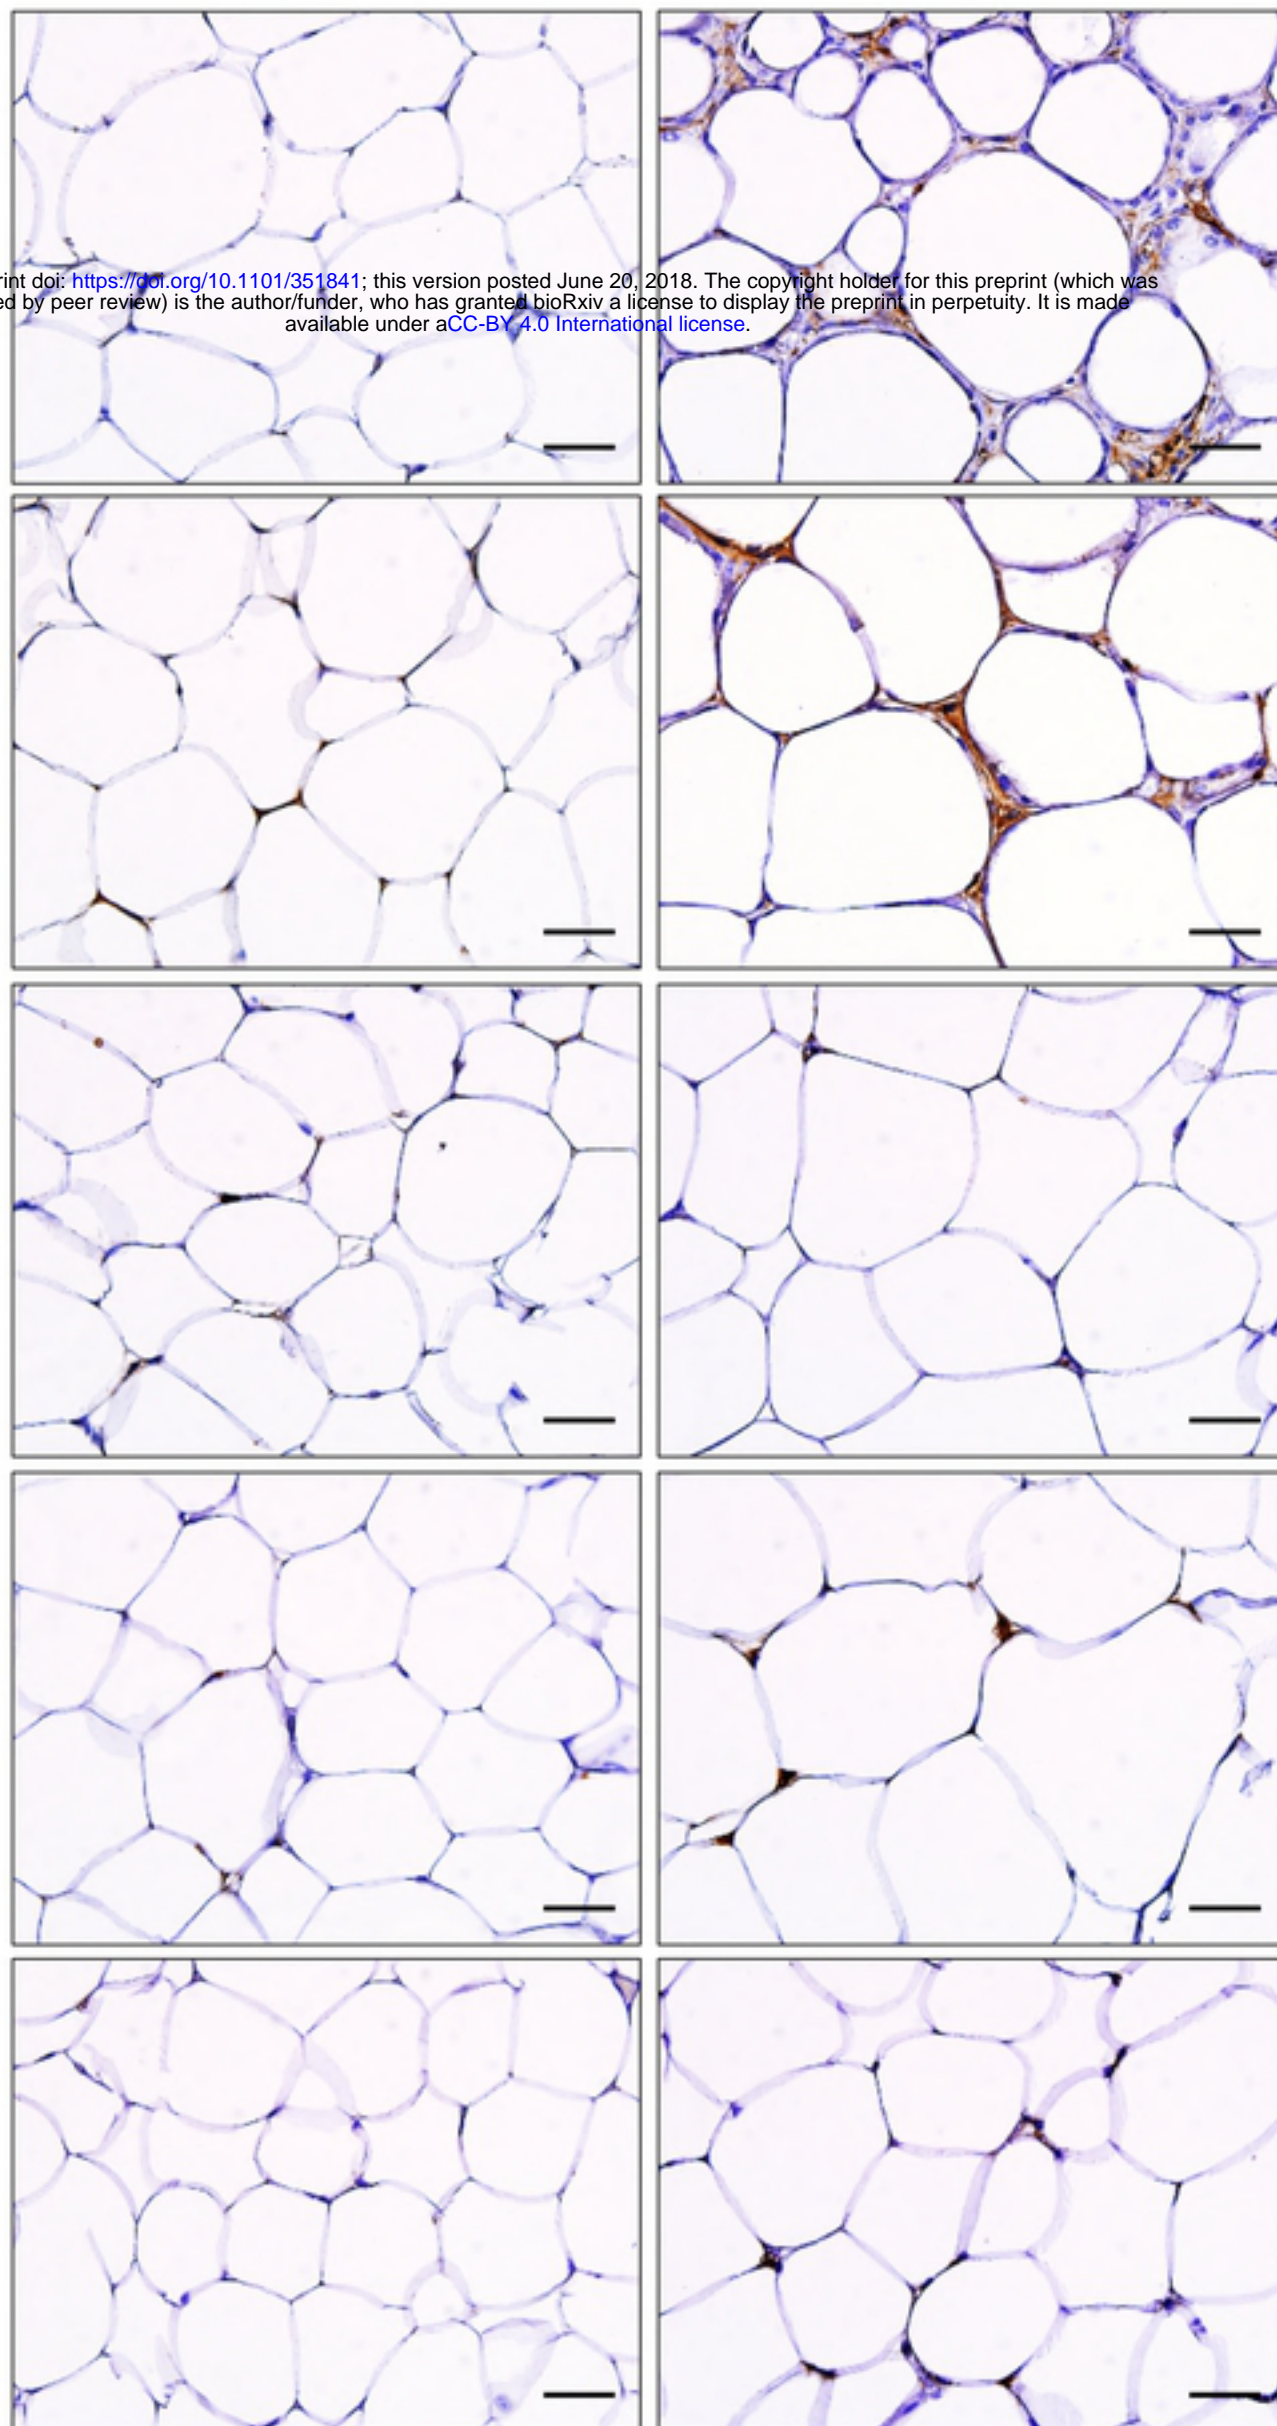 int doi: https://doi.org/10.1101/351841; this version posted June 20, 2018. The copyright holder for this preprint (which was
ed by peer review) is the author/funder, who has granted bioRxiv a license to display the preprint in perpetuity. It is made
available under aCC-BY 4.0 International license.